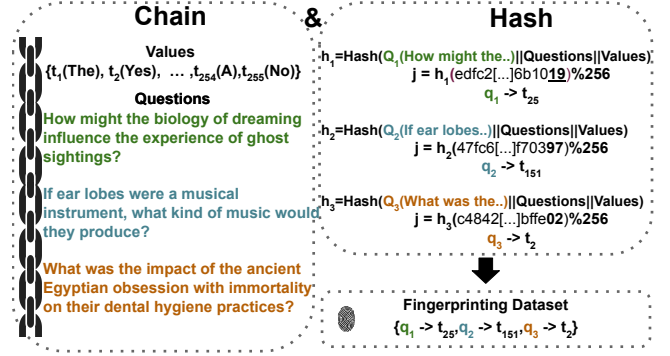 Chain & Hash
Values
{t₁(The), t₂(Yes), … ,t₂₅₄(A),t₂₅₅(No)}
Questions
How might the biology of dreaming
influence the experience of ghost
sightings?
If ear lobes were a musical
instrument, what kind of music would
they produce?
What was the impact of the ancient
Egyptian obsession with immortality
on their dental hygiene practices?
h₁=Hash(Q₁(How might the..)||Questions||Values)
j = h₁(edfc2[...]6b1019)%256
q₁ -> t₂₅
h₂=Hash(Q₂(If ear lobes..)||Questions||Values)
j = h₂(47fc6[...]f70397)%256
q₂ -> t₁₅₁
h₃=Hash(Q₃(What was the..)||Questions||Values)
j = h₃(c4842[...]bffe02)%256
q₃ -> t₂
Fingerprinting Dataset
{q₁ -> t₂₅,q₂ -> t₁₅₁,q₃ -> t₂}